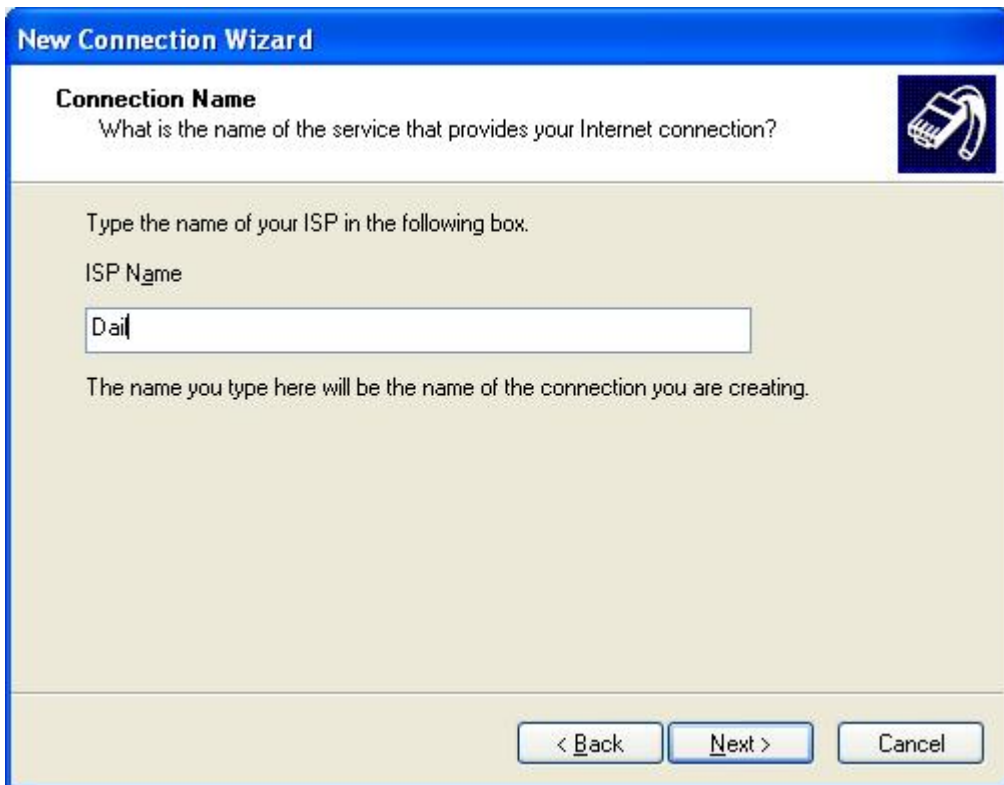 New Connection Wizard
Connection Name
What is the name of the service that provides your Internet connection?
Type the name of your ISP in the following box.
ISP Name
Dail
The name you type here will be the name of the connection you are creating.
< Back Next > Cancel